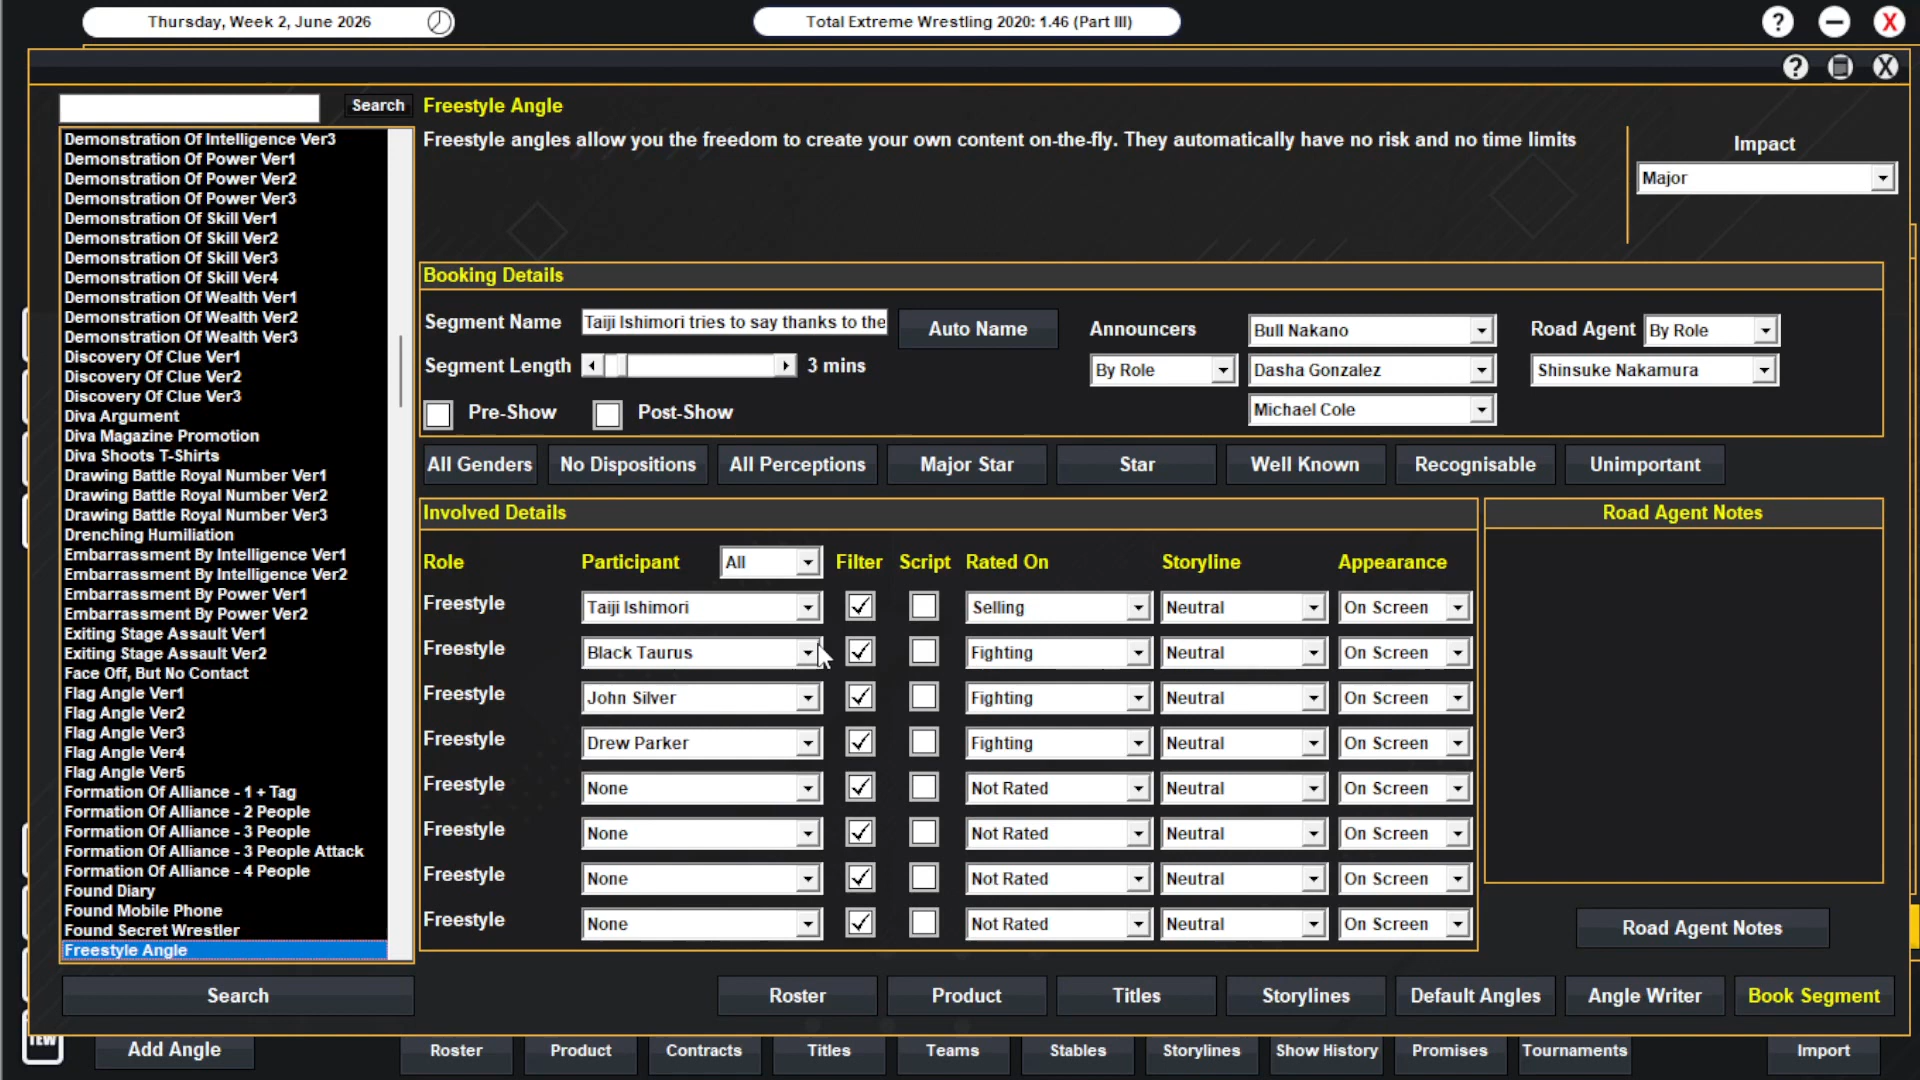 Thursday, Week 2, June 2026
Total Extreme Wrestling 2020: 1.46 (Part III)
? X
? X
Search
Freestyle Angle
Freestyle angles allow you the freedom to create your own content on-the-fly. They automatically have no risk and no time limits
Impact
Major
Demonstration Of Intelligence Ver3
Demonstration Of Power Ver1
Demonstration Of Power Ver2
Demonstration Of Power Ver3
Demonstration Of Skill Ver1
Demonstration Of Skill Ver2
Demonstration Of Skill Ver3
Demonstration Of Skill Ver4
Demonstration Of Wealth Ver1
Demonstration Of Wealth Ver2
Demonstration Of Wealth Ver3
Discovery Of Clue Ver1
Discovery Of Clue Ver2
Discovery Of Clue Ver3
Diva Argument
Diva Magazine Promotion
Diva Shoots T-Shirts
Drawing Battle Royal Number Ver1
Drawing Battle Royal Number Ver2
Drawing Battle Royal Number Ver3
Drenching Humiliation
Embarrassment By Intelligence Ver1
Embarrassment By Intelligence Ver2
Embarrassment By Power Ver1
Embarrassment By Power Ver2
Exiting Stage Assault Ver1
Exiting Stage Assault Ver2
Face Off, But No Contact
Flag Angle Ver1
Flag Angle Ver2
Flag Angle Ver3
Flag Angle Ver4
Flag Angle Ver5
Formation Of Alliance - 1 + Tag
Formation Of Alliance - 2 People
Formation Of Alliance - 3 People
Formation Of Alliance - 3 People Attack
Formation Of Alliance - 4 People
Found Diary
Found Mobile Phone
Found Secret Wrestler
Freestyle Angle
Search
Booking Details
Segment Name Taiji Ishimori tries to say thanks to the Auto Name Announcers Bull Nakano Road Agent By Role
Segment Length 3 mins By Role Dasha Gonzalez Shinsuke Nakamura
Pre-Show Post-Show Michael Cole
All Genders No Dispositions All Perceptions Major Star Star Well Known Recognisable Unimportant
Involved Details
Road Agent Notes
Role Participant All Filter Script Rated On Storyline Appearance
Freestyle Taiji Ishimori Selling Neutral On Screen
Freestyle Black Taurus Fighting Neutral On Screen
Freestyle John Silver Fighting Neutral On Screen
Freestyle Drew Parker Fighting Neutral On Screen
Freestyle None Not Rated Neutral On Screen
Freestyle None Not Rated Neutral On Screen
Freestyle None Not Rated Neutral On Screen
Freestyle None Not Rated Neutral On Screen
Road Agent Notes
Roster Product Titles Storylines Default Angles Angle Writer Book Segment
TEW Add Angle Roster Product Contracts Titles Teams Stables Storylines Show History Promises Tournaments Import